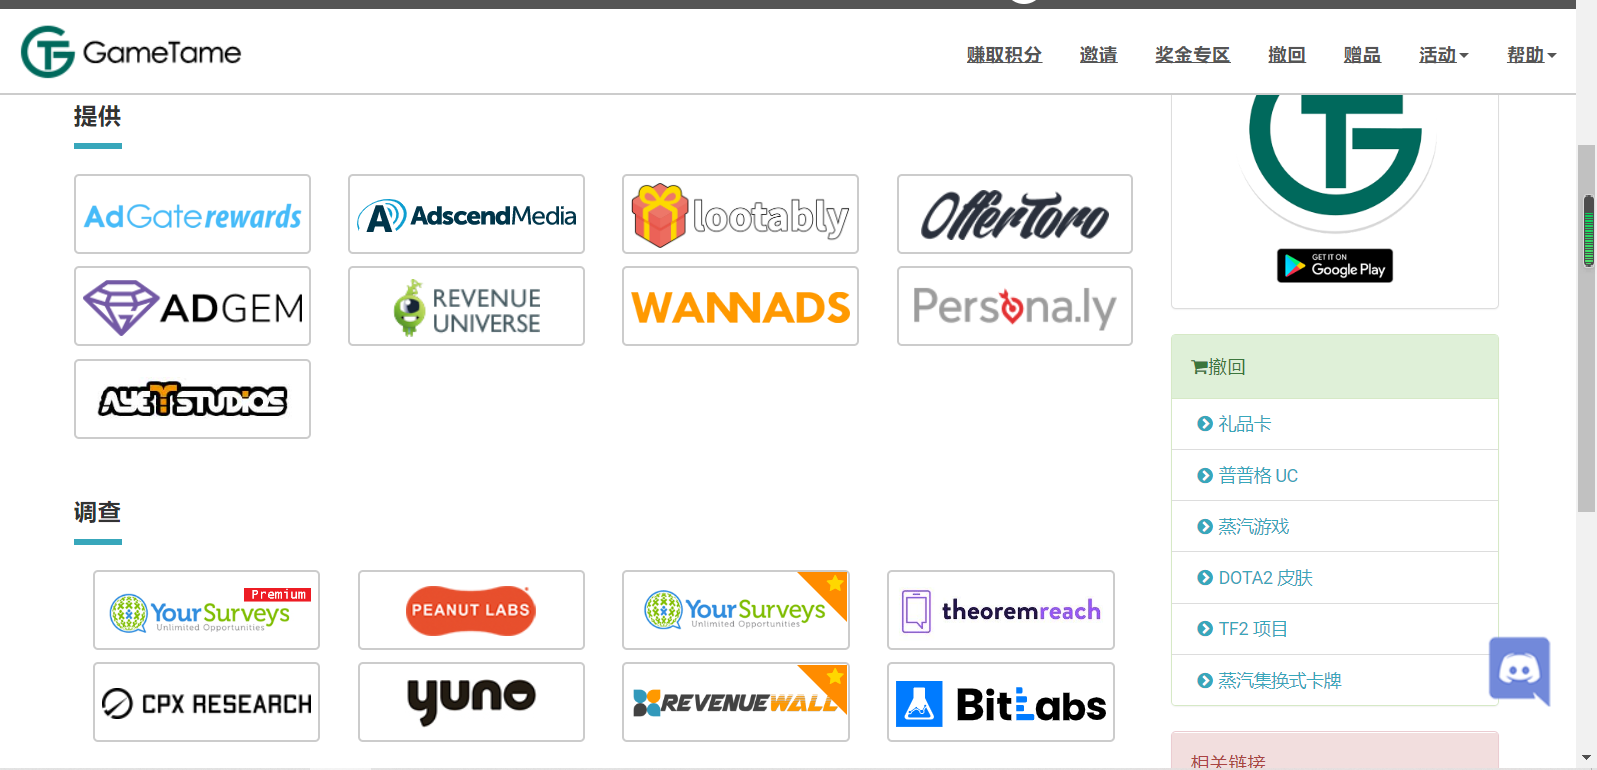 GameTame
赚取积分 邀请 奖金专区 撤回 赠品 活动 帮助
提供
AdGate rewards
AdscendMedia
lootably
OfferToro
ADGEM
REVENUE
UNIVERSE
WANNADS
Persona.ly
AYET STUDIOS
调查
Premium
YourSurveys
Unlimited Opportunities
PEANUT LABS
YourSurveys
Unlimited Opportunities
theoremreach
CPX RESEARCH
yuno
REVENUEWALL
BitLabs
GET IT ON
Google Play
撤回
礼品卡
普普格 UC
蒸汽游戏
DOTA2 皮肤
TF2 项目
蒸汽集换式卡牌
相关链接